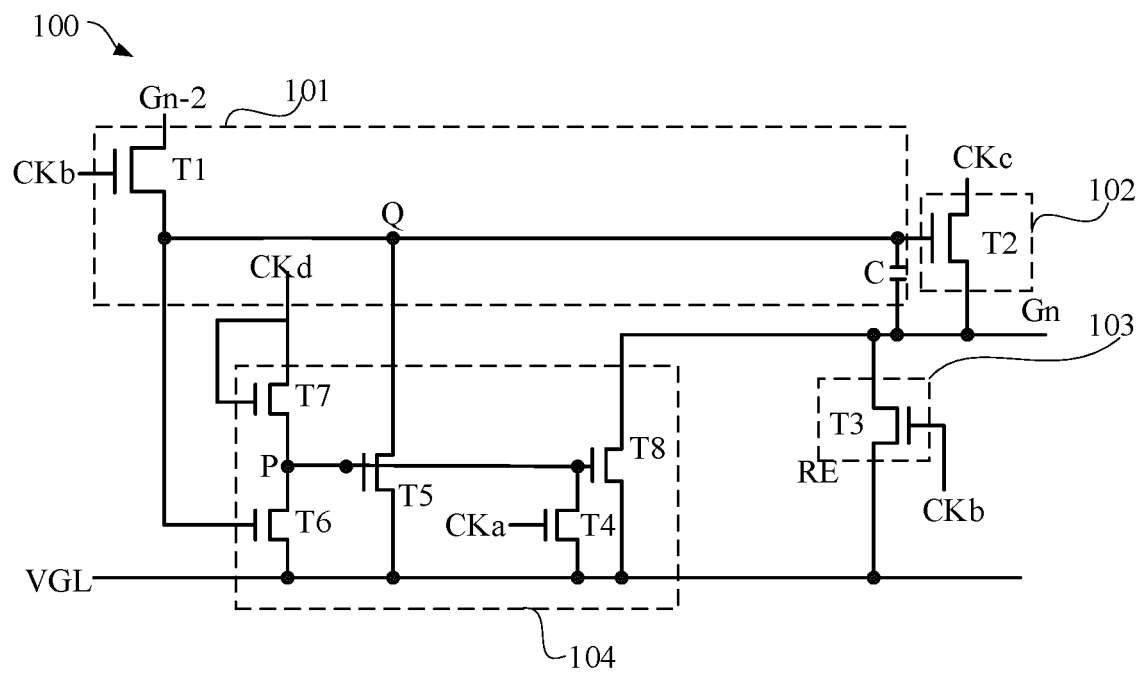 100
Gn-2
101
CKb
T1
CKc
102
Q
T2
CKd
C
Gn
103
T7
T3
T8
P
RE
T5
T6
CKa
T4
CKb
VGL
104